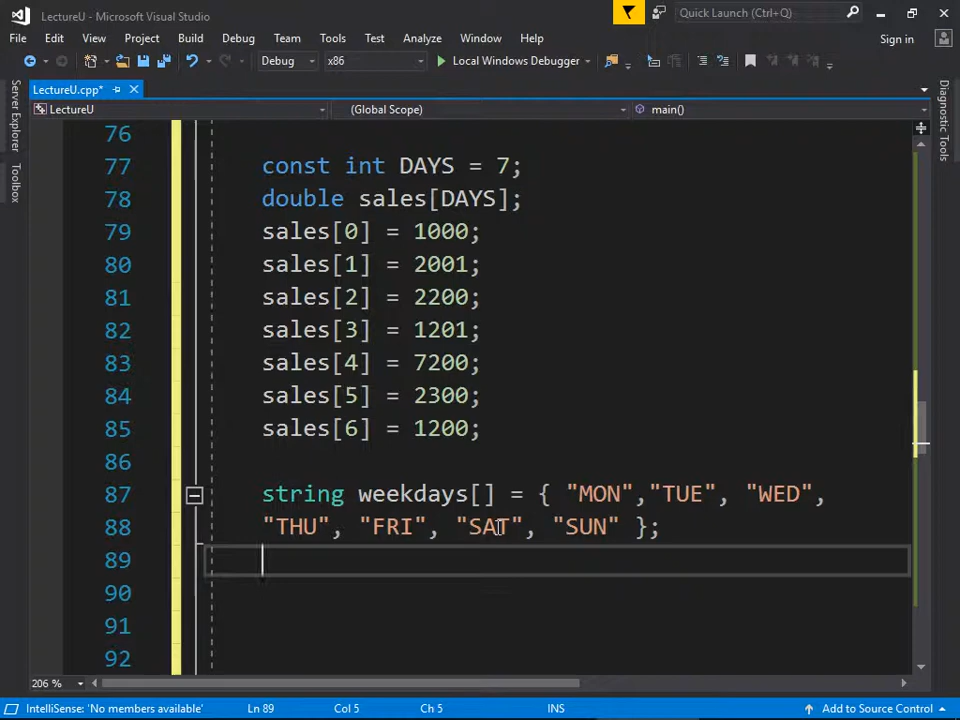 LectureU - Microsoft Visual Studio
Quick Launch (Ctrl+Q)
File Edit View Project Build Debug Team Tools Test Analyze Window Help
Sign in
Debug x86 Local Windows Debugger
LectureU.cpp*
LectureU (Global Scope) main()
Server Explorer
Toolbox
Diagnostic Tools
76
77 const int DAYS = 7;
78 double sales[DAYS];
79 sales[0] = 1000;
80 sales[1] = 2001;
81 sales[2] = 2200;
82 sales[3] = 1201;
83 sales[4] = 7200;
84 sales[5] = 2300;
85 sales[6] = 1200;
86
87 string weekdays[] = { "MON","TUE", "WED",
88 "THU", "FRI", "SAT", "SUN" };
89
90
91
92
206 %
IntelliSense: 'No members available' Ln 89 Col 5 Ch 5 INS Add to Source Control